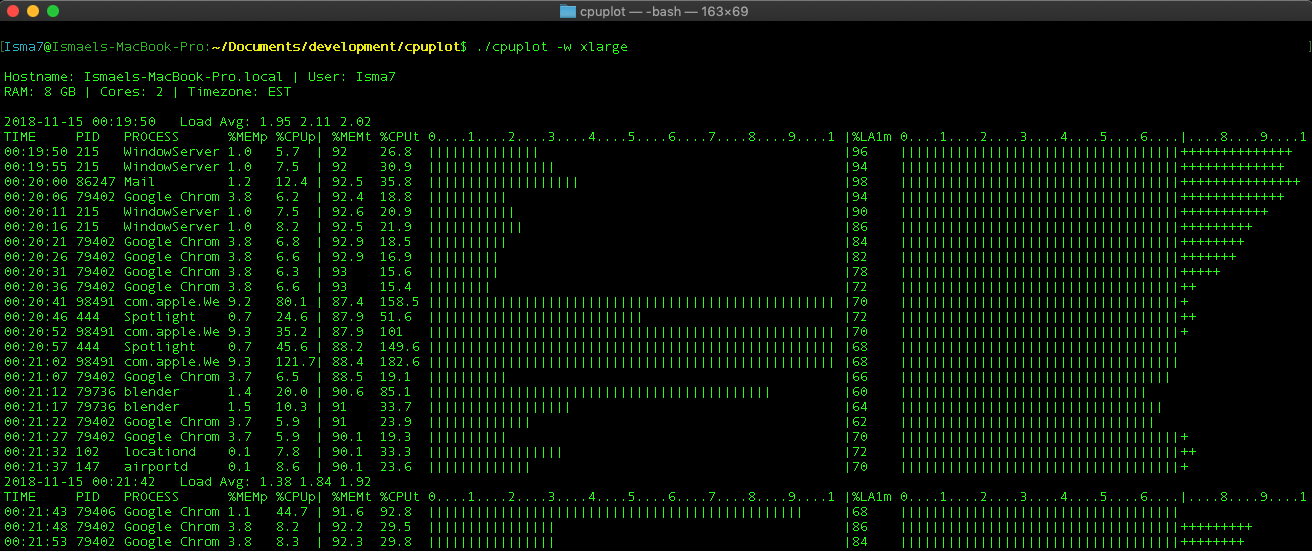 cpuplot — -bash — 163×69
[Isma7@Ismaels-MacBook-Pro:~/Documents/development/cpuplot$ ./cpuplot -w xlarge ]
Hostname: Ismaels-MacBook-Pro.local | User: Isma7
RAM: 8 GB | Cores: 2 | Timezone: EST
2018-11-15 00:19:50 Load Avg: 1.95 2.11 2.02
TIME PID PROCESS %MEMp %CPUp| %MEMt %CPUt 0...1....2....3....4....5....6....7....8....9....1 |%LA1m 0....1....2....3....4....5....6....|....8....9....1
00:19:50 215 WindowServer 1.0 5.7 | 92 26.8 |96
00:19:55 215 WindowServer 1.0 7.5 | 92 30.9 |94
00:20:00 86247 Mail 1.2 12.4 | 92.5 35.8 |98
00:20:06 79402 Google Chrom 3.8 6.2 | 92.4 18.8 |94
00:20:11 215 WindowServer 1.0 7.5 | 92.6 20.9 |90
00:20:16 215 WindowServer 1.0 8.2 | 92.5 21.9 |86
00:20:21 79402 Google Chrom 3.8 6.8 | 92.9 18.5 |84
00:20:26 79402 Google Chrom 3.8 6.6 | 92.9 16.9 |82
00:20:31 79402 Google Chrom 3.8 6.3 | 93 15.6 |78
00:20:36 79402 Google Chrom 3.8 6.6 | 93 15.4 |72
00:20:41 98491 com.apple.We 9.2 80.1 | 87.4 158.5 |70
00:20:46 444 Spotlight 0.7 24.6 | 87.9 51.6 |72
00:20:52 98491 com.apple.We 9.3 35.2 | 87.9 101 |70
00:20:57 444 Spotlight 0.7 45.6 | 88.2 149.6 |68
00:21:02 98491 com.apple.We 9.3 121.7| 88.4 182.6 |68
00:21:07 79402 Google Chrom 3.7 6.5 | 88.5 19.1 |66
00:21:12 79736 blender 1.4 20.0 | 90.6 85.1 |60
00:21:17 79736 blender 1.5 10.3 | 91 33.7 |64
00:21:22 79402 Google Chrom 3.7 5.9 | 91 23.9 |62
00:21:27 79402 Google Chrom 3.7 5.9 | 90.1 19.3 |70
00:21:32 102 locationd 0.1 7.8 | 90.1 33.3 |72
00:21:37 147 airportd 0.1 8.6 | 90.1 23.6 |70
2018-11-15 00:21:42 Load Avg: 1.38 1.84 1.92
TIME PID PROCESS %MEMp %CPUp| %MEMt %CPUt 0...1....2....3....4....5....6....7....8....9....1 |%LA1m 0....1....2....3....4....5....6....|....8....9....1
00:21:43 79406 Google Chrom 1.1 44.7 | 91.6 92.8 |68
00:21:48 79402 Google Chrom 3.8 8.2 | 92.2 29.5 |86
00:21:53 79402 Google Chrom 3.8 8.3 | 92.3 29.8 |84